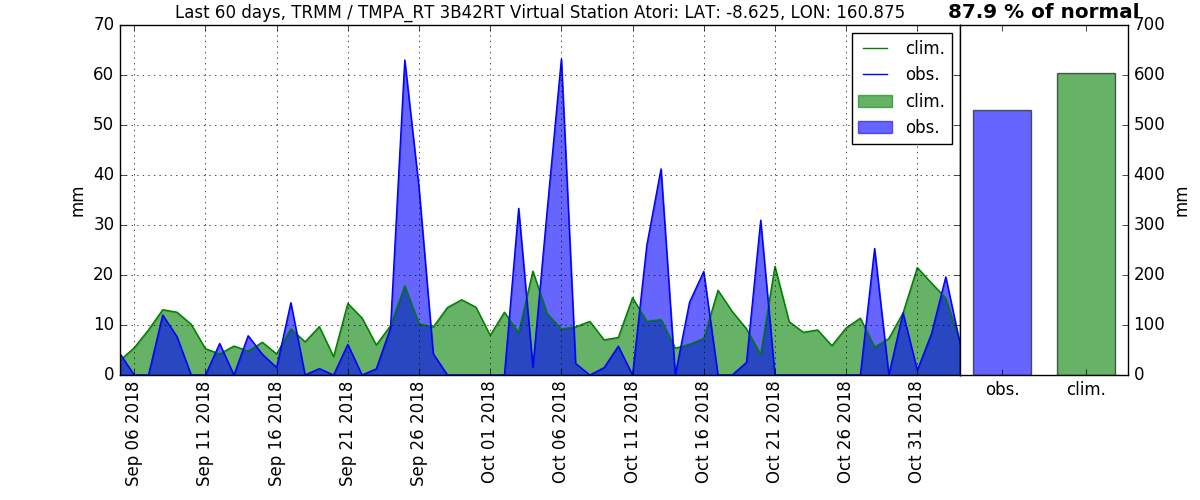 Last 60 days, TRMM / TMPA_RT 3B42RT Virtual Station Atori: LAT: -8.625, LON: 160.875
87.9 % of normal
70
60
50
40
30
20
10
0
mm
clim.
obs.
clim.
obs.
700
600
500
400
300
200
100
0
mm
obs.
clim.
Sep 06 2018
Sep 11 2018
Sep 16 2018
Sep 21 2018
Sep 26 2018
Oct 01 2018
Oct 06 2018
Oct 11 2018
Oct 16 2018
Oct 21 2018
Oct 26 2018
Oct 31 2018